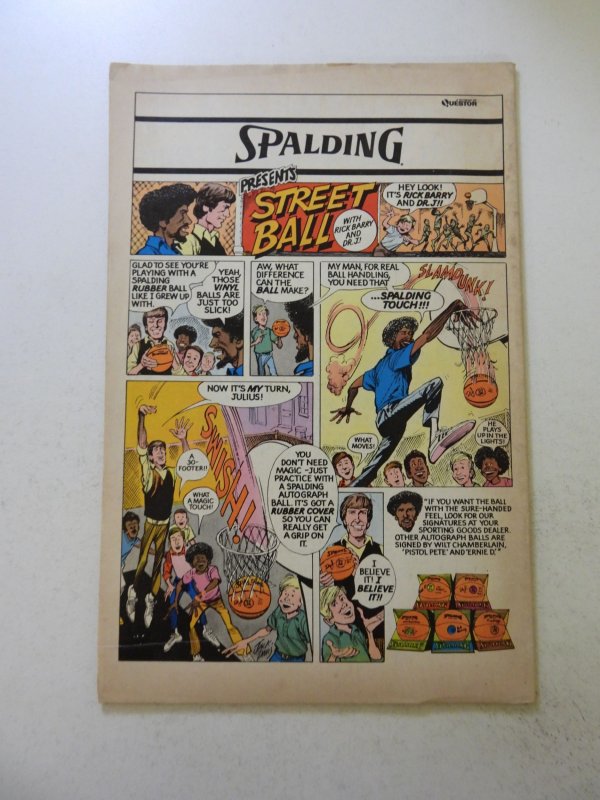 QUESTOR
SPALDING
PRESENTS
STREET
BALL
WITH
RICK BARRY
AND
DR. J!
HEY LOOK!
IT'S RICK BARRY
AND DR. J!!
GLAD TO SEE YOU'RE
PLAYING WITH A
SPALDING
RUBBER BALL
LIKE I GREW UP
WITH.
YEAH,
THOSE
VINYL
BALLS ARE
JUST TOO
SLICK!
AW, WHAT
DIFFERENCE
CAN THE
BALL MAKE?
MY MAN, FOR REAL
BALL HANDLING,
YOU NEED THAT
...SPALDING
TOUCH!!!
SLAMDUNK!
WHAT
MOVES!
HE
PLAYS
UP IN THE
LIGHTS!
NOW IT'S MY TURN,
JULIUS!
SWISH!
A
30-
FOOTER!!
WHAT
A MAGIC
TOUCH!
YOU
DON'T NEED
MAGIC - JUST
PRACTICE WITH
A SPALDING
AUTOGRAPH
BALL. IT'S GOT A
RUBBER COVER
SO YOU CAN
REALLY GET
A GRIP ON
IT.
I
BELIEVE
IT! I
BELIEVE
IT!!
"IF YOU WANT THE BALL
WITH THE SURE-HANDED
FEEL, LOOK FOR OUR
SIGNATURES AT YOUR
SPORTING GOODS DEALER.
OTHER AUTOGRAPH BALLS ARE
SIGNED BY WILT CHAMBERLAIN,
'PISTOL PETE' AND 'ERNIE D.'"